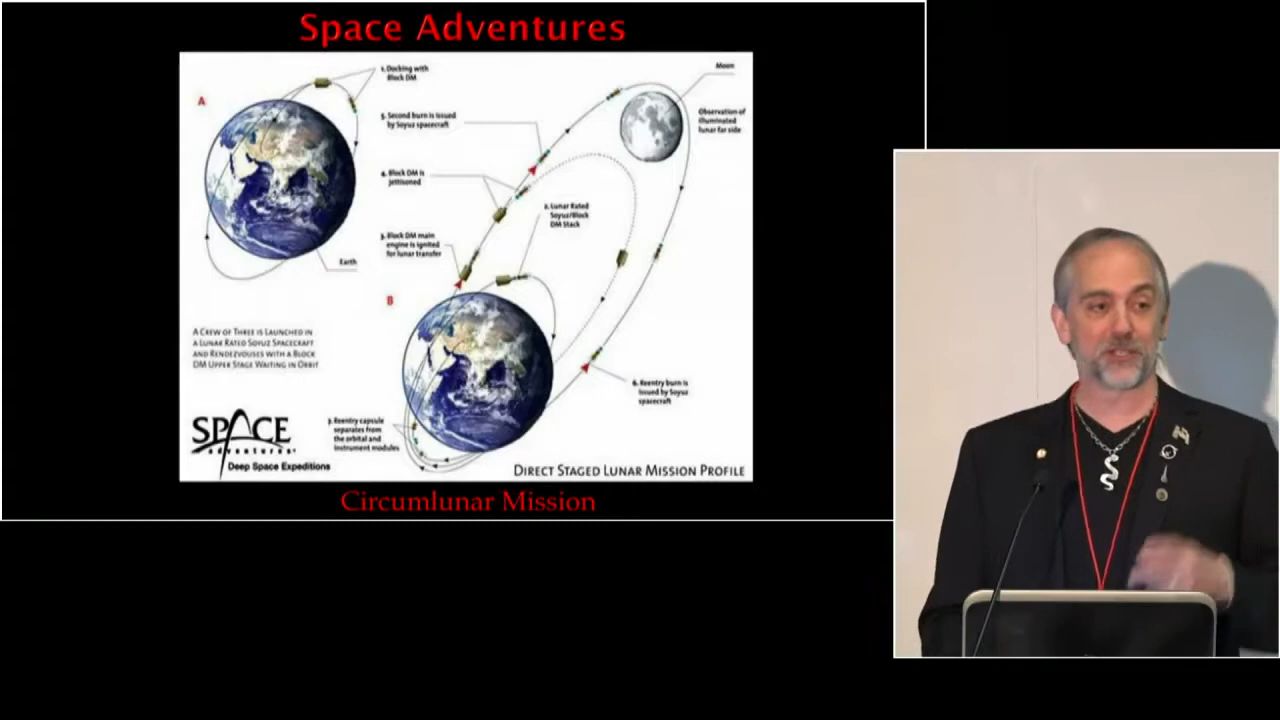 Space Adventures
A
1. Docking with
Block DM
Moon
5. Second burn is issued
by Soyuz spacecraft
Observation of
illuminated
lunar far side
4. Block DM is
jettisoned
2. Lunar Rated
Soyuz/Block
DM Stack
3. Block DM main
engine is ignited
for lunar transfer
Earth
B
A CREW OF THREE IS LAUNCHED IN
A LUNAR RATED SOYUZ SPACECRAFT
AND RENDEZVOUSES WITH A BLOCK
DM UPPER STAGE WAITING IN ORBIT
6. Reentry burn is
issued by Soyuz
spacecraft
7. Reentry capsule
separates from
the orbital and
instrument modules
SPACE
adventures
Deep Space Expeditions
DIRECT STAGED LUNAR MISSION PROFILE
Circumlunar Mission